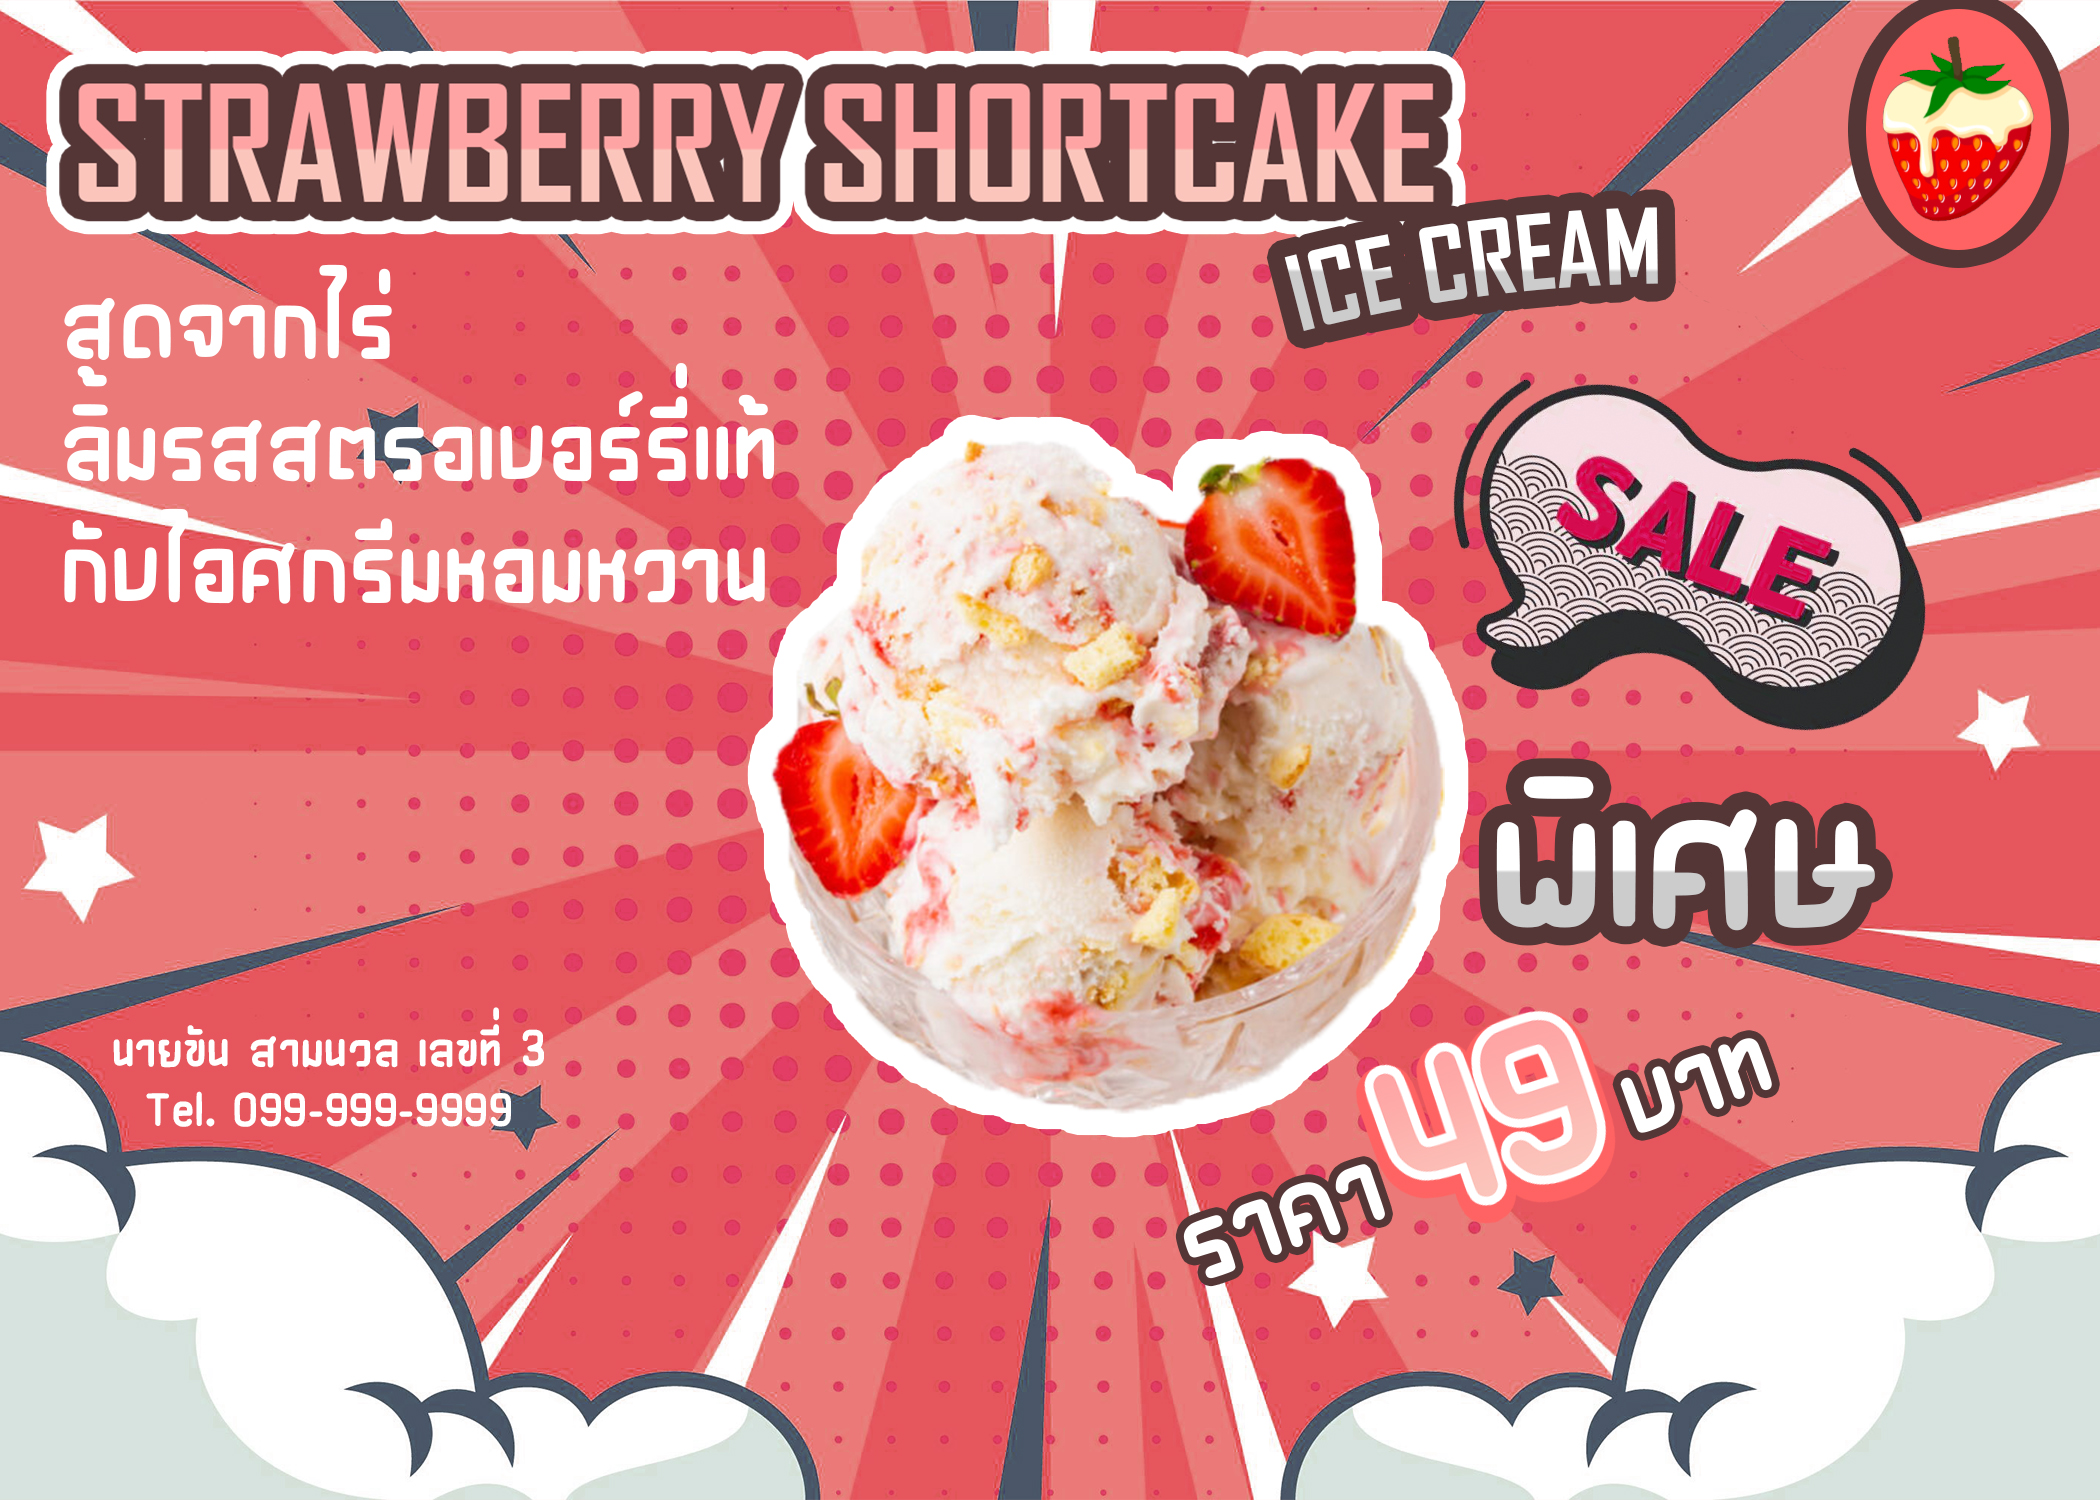 STRAWBERRY SHORTCAKE
ICE CREAM
สดจากไร่
ลิ้มรสสตรอเบอร์รี่แท้
กับไอศกรีมหอมหวาน
SALE
พิเศษ
ราคา 49 บาท
นายขัน สามนวล เลขที่ 3
Tel. 099-999-9999